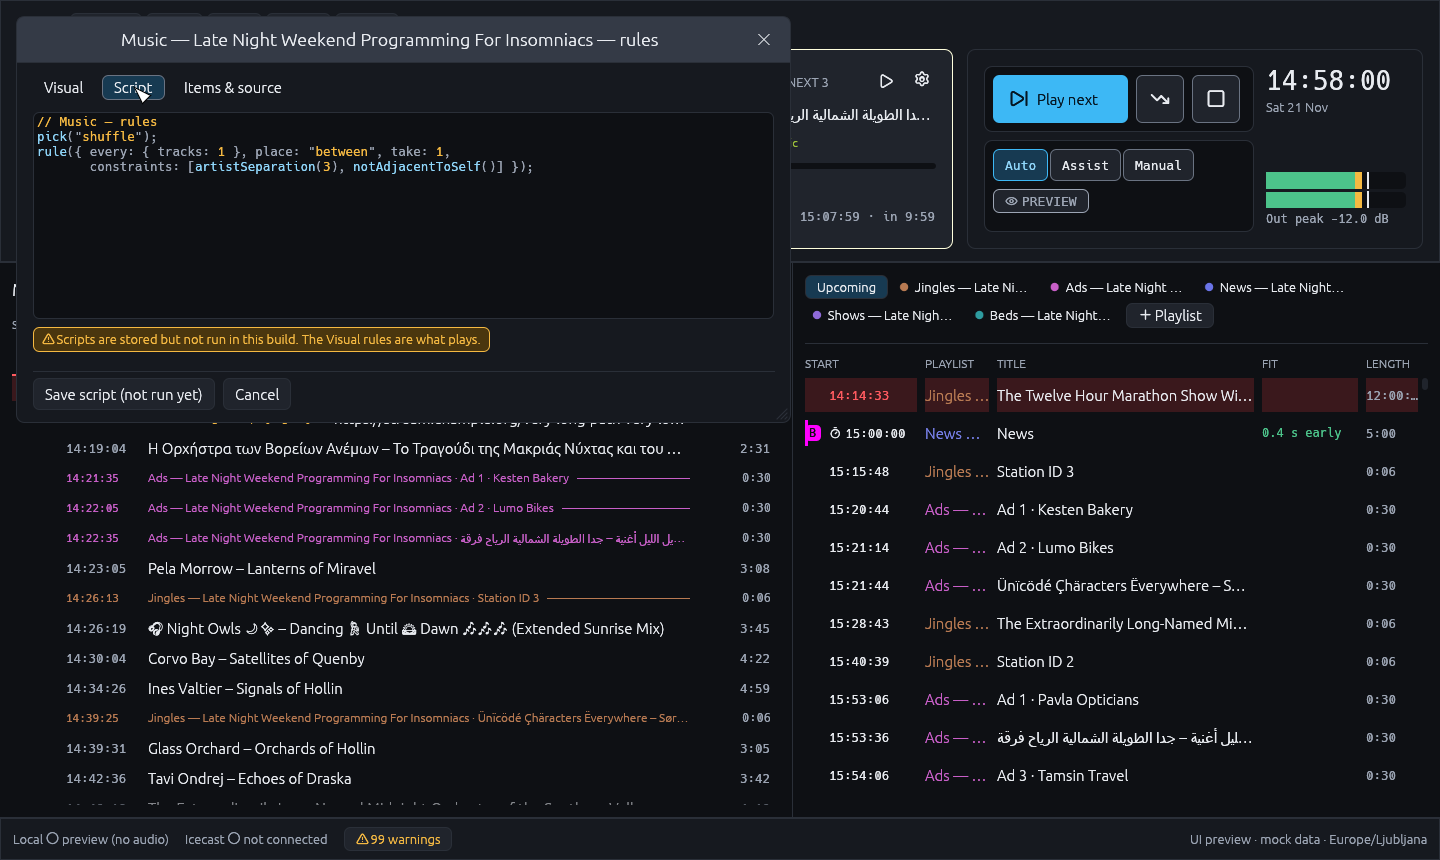 Music — Late Night Weekend Programming For Insomniacs — rules
Visual
Script
Items & source
// Music — rules
pick("shuffle");
rule({ every: { tracks: 1 }, place: "between", take: 1,
constraints: [artistSeparation(3), notAdjacentToSelf()] });
Scripts are stored but not run in this build. The Visual rules are what plays.
Save script (not run yet)
Cancel
NEXT 3
جدا الطويلة الشمالية الري…
c
15:07:59 · in 9:59
Play next
14:58:00
Sat 21 Nov
Auto
Assist
Manual
PREVIEW
Out peak -12.0 dB
14:19:04 Η Ορχήστρα των Βορείων Ανέμων – Το Τραγούδι της Μακριάς Νύχτας και του … 2:31
14:21:35 Ads — Late Night Weekend Programming For Insomniacs · Ad 1 · Kesten Bakery 0:30
14:22:05 Ads — Late Night Weekend Programming For Insomniacs · Ad 2 · Lumo Bikes 0:30
14:22:35 Ads — Late Night Weekend Programming For Insomniacs · …يل الليل أغنية – جدا الطويلة الشمالية الرياح فرقة 0:30
14:23:05 Pela Morrow – Lanterns of Miravel 3:08
14:26:13 Jingles — Late Night Weekend Programming For Insomniacs · Station ID 3 0:06
14:26:19 🎧 Night Owls 🌙✨ – Dancing 💃 Until 🌅 Dawn 🎶🎶🎶 (Extended Sunrise Mix) 3:45
14:30:04 Corvo Bay – Satellites of Quenby 4:22
14:34:26 Ines Valtier – Signals of Hollin 4:59
14:39:25 Jingles — Late Night Weekend Programming For Insomniacs · Ünïcödé Çhäracters Ëverywhere – Sør… 0:06
14:39:31 Glass Orchard – Orchards of Hollin 3:05
14:42:36 Tavi Ondrej – Echoes of Draska 3:42
Upcoming
Jingles — Late Ni…
Ads — Late Night …
News — Late Night…
Shows — Late Nigh…
Beds — Late Night…
Playlist
START PLAYLIST TITLE FIT LENGTH
14:14:33 Jingles … The Twelve Hour Marathon Show Wi… 12:00:…
B 15:00:00 News … News 0.4 s early 5:00
15:15:48 Jingles … Station ID 3 0:06
15:20:44 Ads — … Ad 1 · Kesten Bakery 0:30
15:21:14 Ads — … Ad 2 · Lumo Bikes 0:30
15:21:44 Ads — … Ünïcödé Çhäracters Ëverywhere – S… 0:30
15:28:43 Jingles … The Extraordinarily Long-Named Mi… 0:06
15:40:39 Jingles … Station ID 2 0:06
15:53:06 Ads — … Ad 1 · Pavla Opticians 0:30
15:53:36 Ads — … …لليل أغنية – جدا الطويلة الشمالية الرياح فرقة 0:30
15:54:06 Ads — … Ad 3 · Tamsin Travel 0:30
Local preview (no audio)
Icecast not connected
99 warnings
UI preview · mock data · Europe/Ljubljana